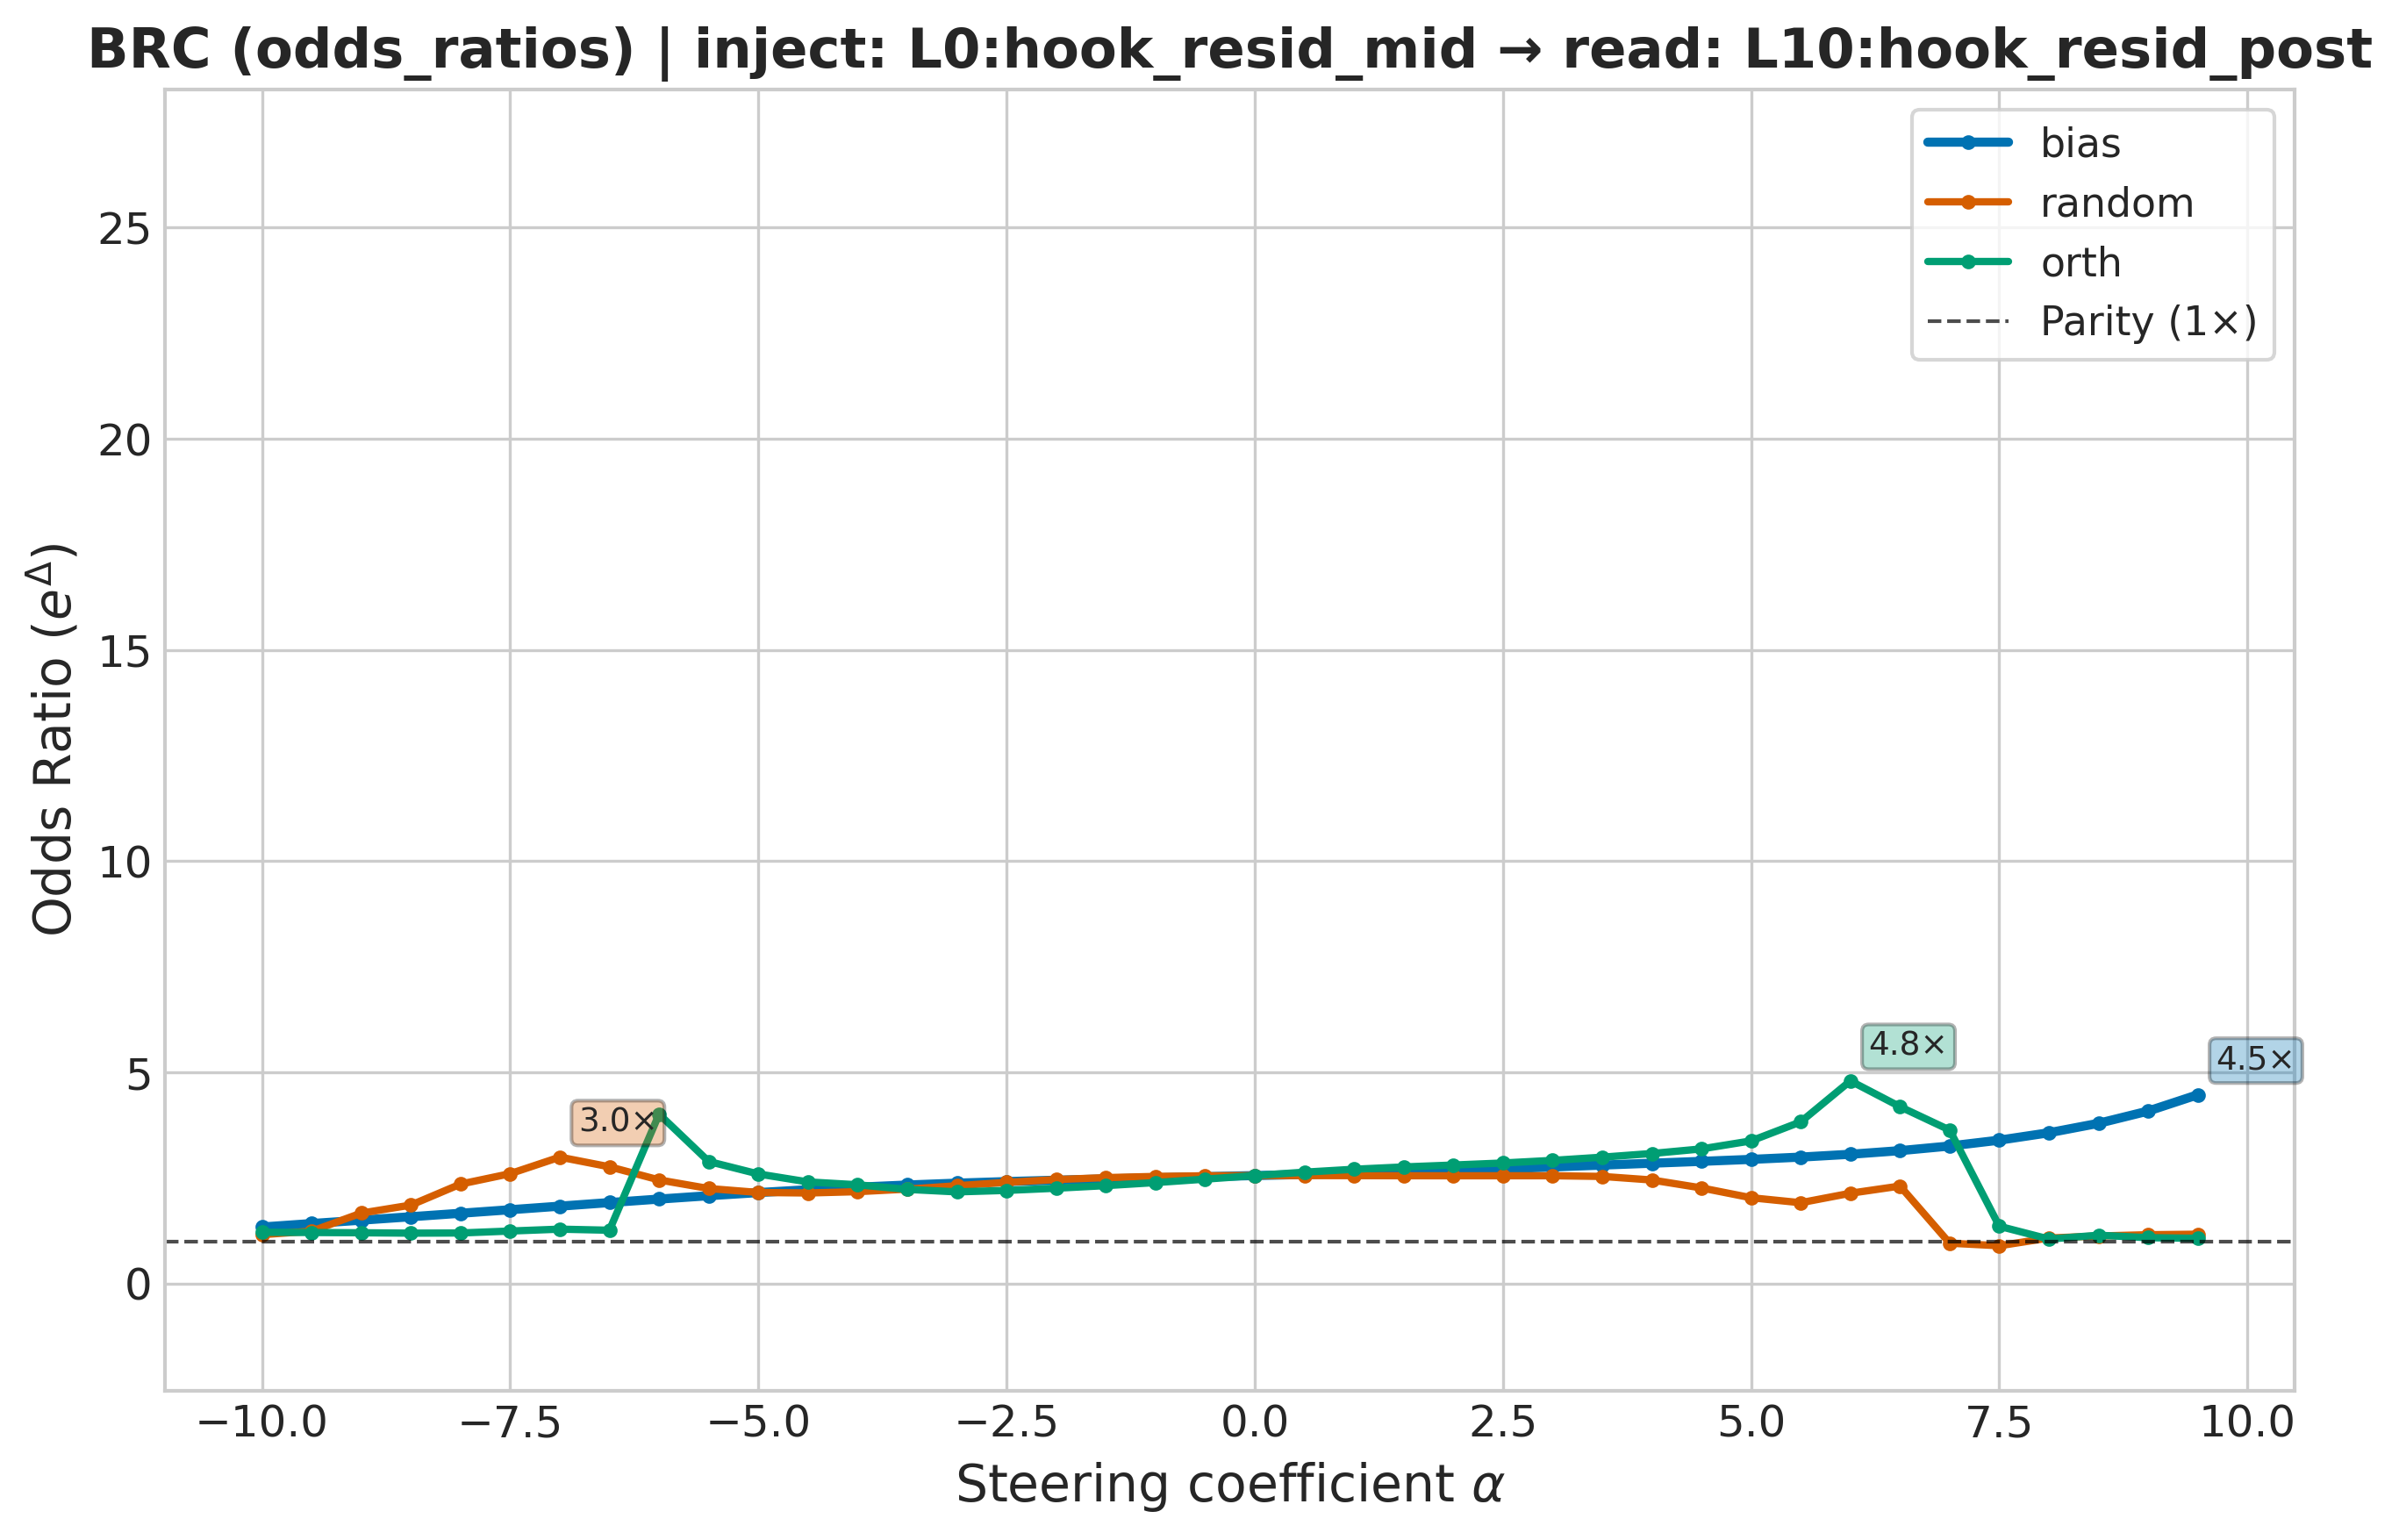 BRC (odds_ratios) | inject: L0:hook_resid_mid → read: L10:hook_resid_post
bias
random
orth
Parity (1×)
25
20
15
10
5
0
Odds Ratio (e^Δ)
3.0×
4.8×
4.5×
−10.0 −7.5 −5.0 −2.5 0.0 2.5 5.0 7.5 10.0
Steering coefficient α